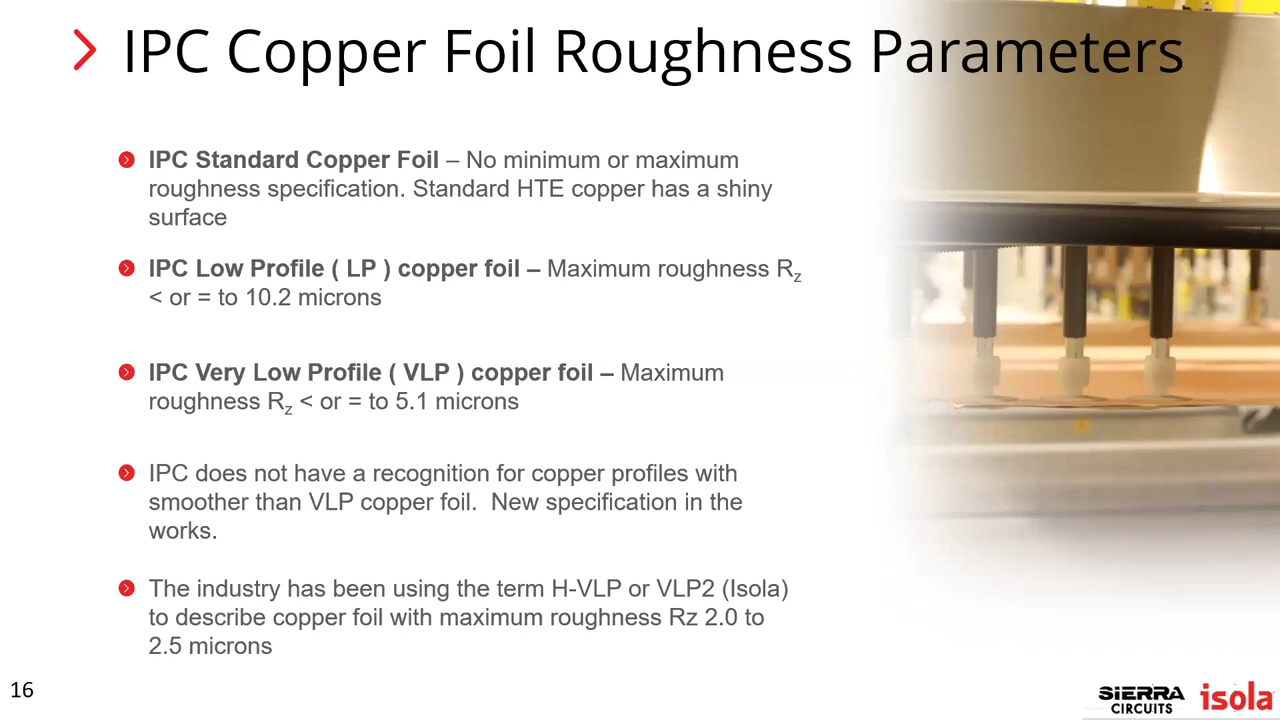 IPC Copper Foil Roughness Parameters
IPC Standard Copper Foil – No minimum or maximum
roughness specification. Standard HTE copper has a shiny
surface
IPC Low Profile ( LP ) copper foil – Maximum roughness Rz
< or = to 10.2 microns
IPC Very Low Profile ( VLP ) copper foil – Maximum
roughness Rz < or = to 5.1 microns
IPC does not have a recognition for copper profiles with
smoother than VLP copper foil.  New specification in the
works.
The industry has been using the term H-VLP or VLP2 (Isola)
to describe copper foil with maximum roughness Rz 2.0 to
2.5 microns
16
SIERRA
CIRCUITS
isola